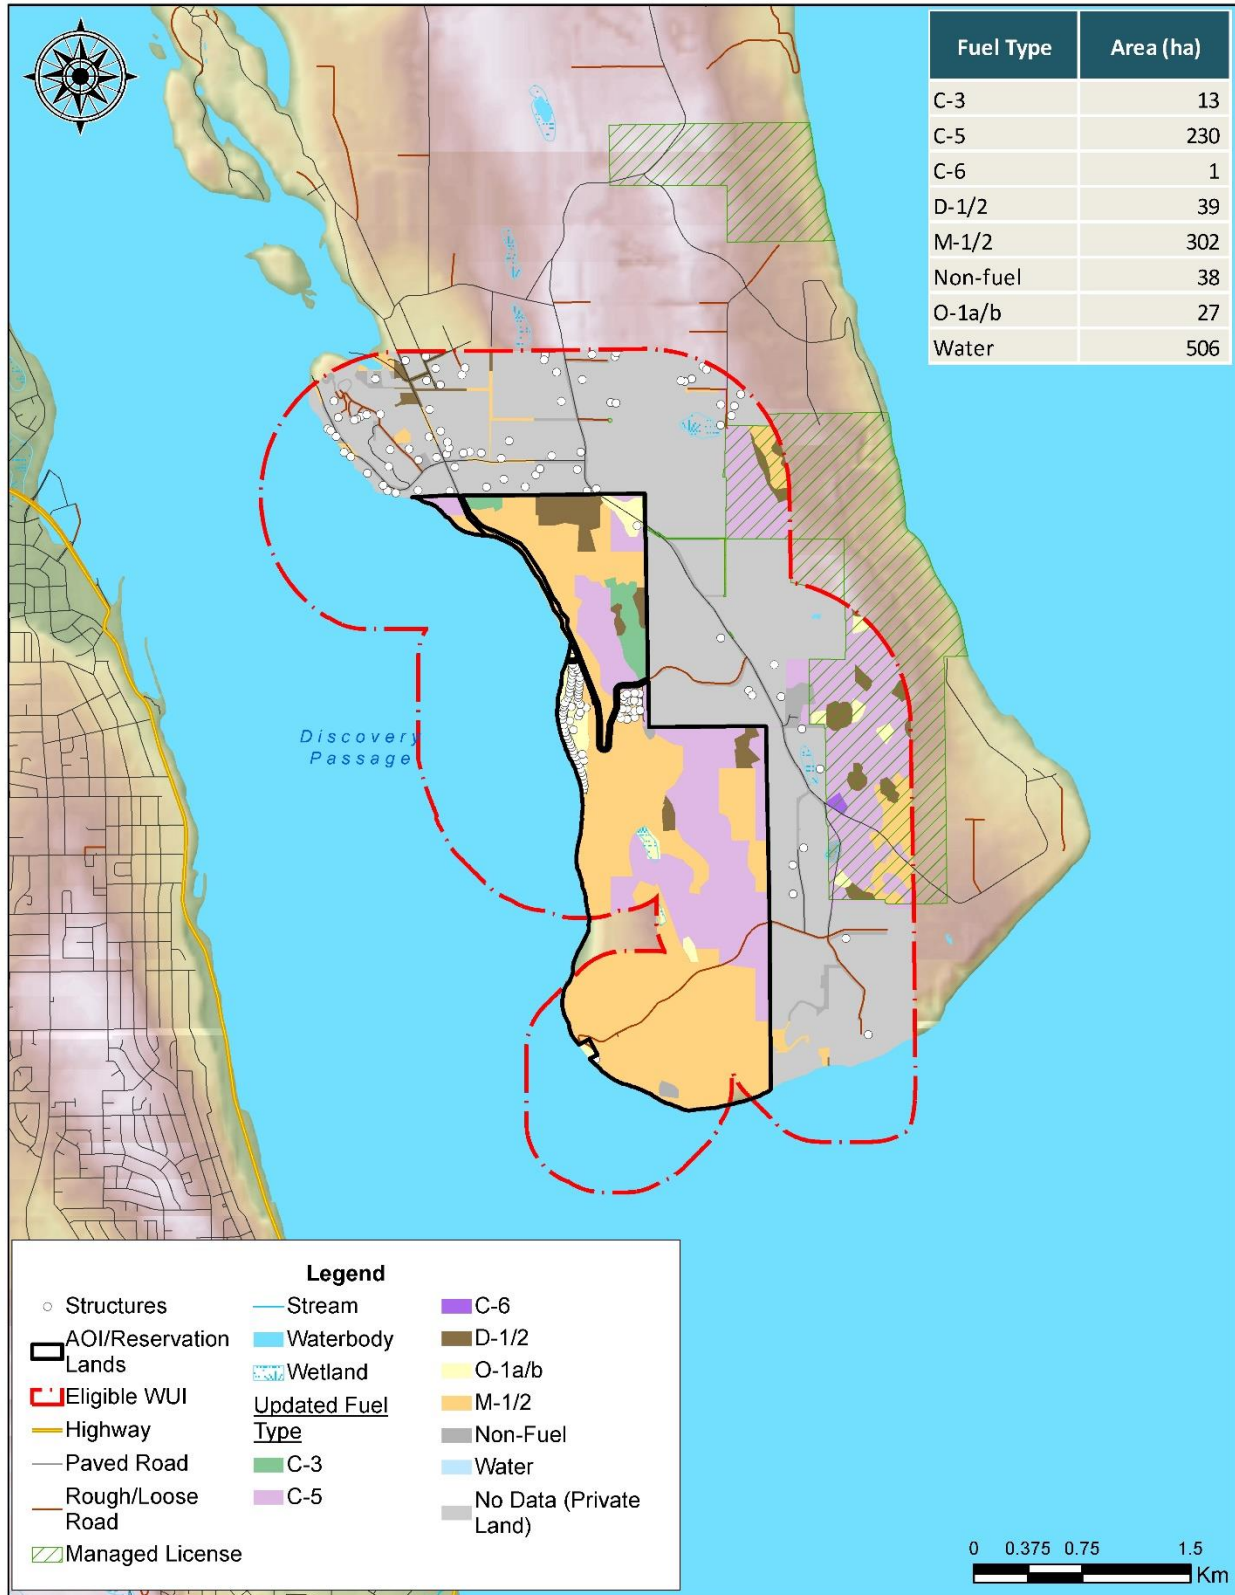 Fuel Type Area (ha)
C-3 13
C-5 230
C-6 1
D-1/2 39
M-1/2 302
Non-fuel 38
O-1a/b 27
Water 506
Discovery
Passage
Legend
Structures
AOI/Reservation
Lands
Eligible WUI
Highway
Paved Road
Rough/Loose
Road
Managed License
Stream
Waterbody
Wetland
Updated Fuel
Type
C-3
C-5
C-6
D-1/2
O-1a/b
M-1/2
Non-Fuel
Water
No Data (Private
Land)
0 0.375 0.75 1.5
Km